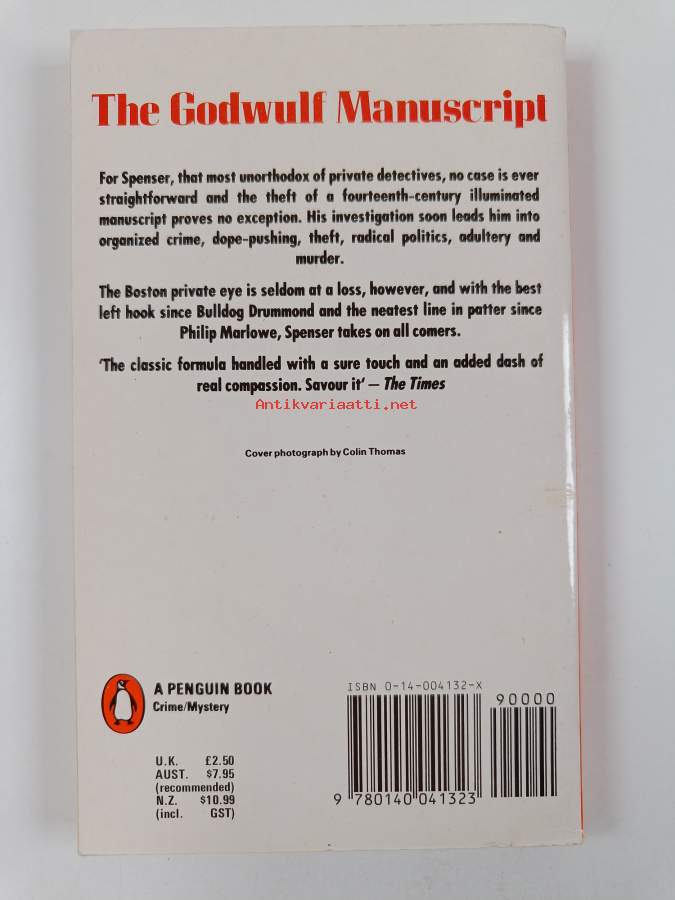 The Godwulf Manuscript
For Spenser, that most unorthodox of private detectives, no case is ever
straightforward and the theft of a fourteenth-century illuminated
manuscript proves no exception. His investigation soon leads him into
organized crime, dope-pushing, theft, radical politics, adultery and
murder.
The Boston private eye is seldom at a loss, however, and with the best
left hook since Bulldog Drummond and the neatest line in patter since
Philip Marlowe, Spenser takes on all comers.
'The classic formula handled with a sure touch and an added dash of
real compassion. Savour it' – The Times
Antikvariaatti.net
Cover photograph by Colin Thomas
A PENGUIN BOOK
Crime/Mystery
U.K. £2.50
AUST. $7.95
(recommended)
N.Z. $10.99
(incl. GST)
ISBN 0-14-004132-X
90000
9 780140 041323